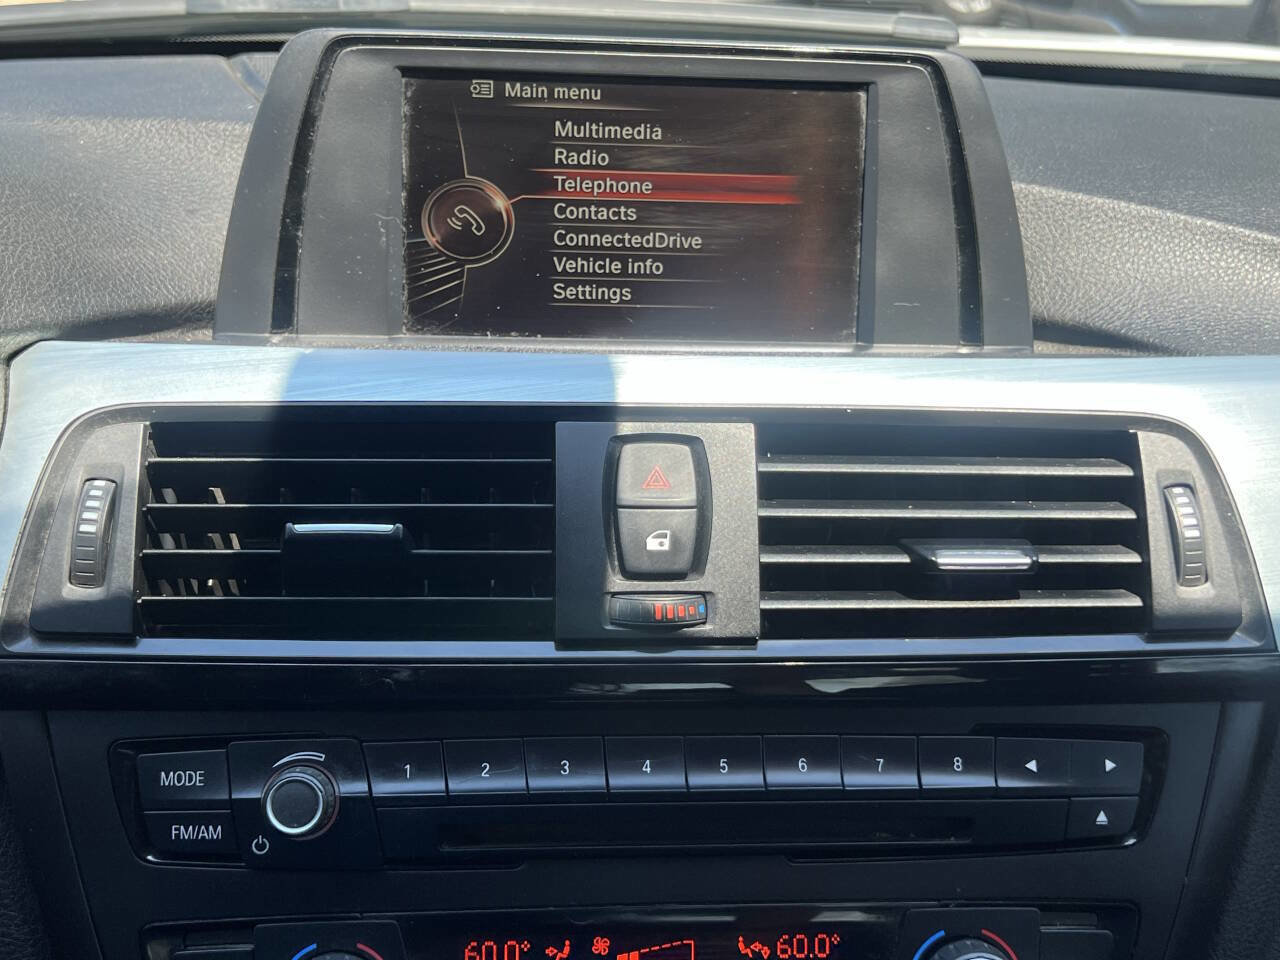 Main menu
Multimedia
Radio
Telephone
Contacts
ConnectedDrive
Vehicle info
Settings
MODE
1 2 3 4 5 6 7 8
FM/AM
60.0° 60.0°